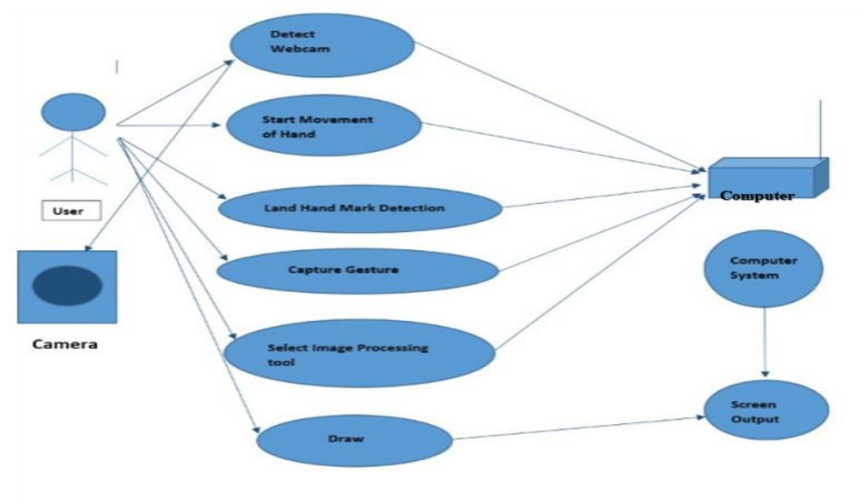 Detect
Webcam
Start Movement
of Hand
Land Hand Mark Detection
Capture Gesture
Select Image Processing
tool
Draw
User
Camera
Computer
Computer
System
Screen
Output